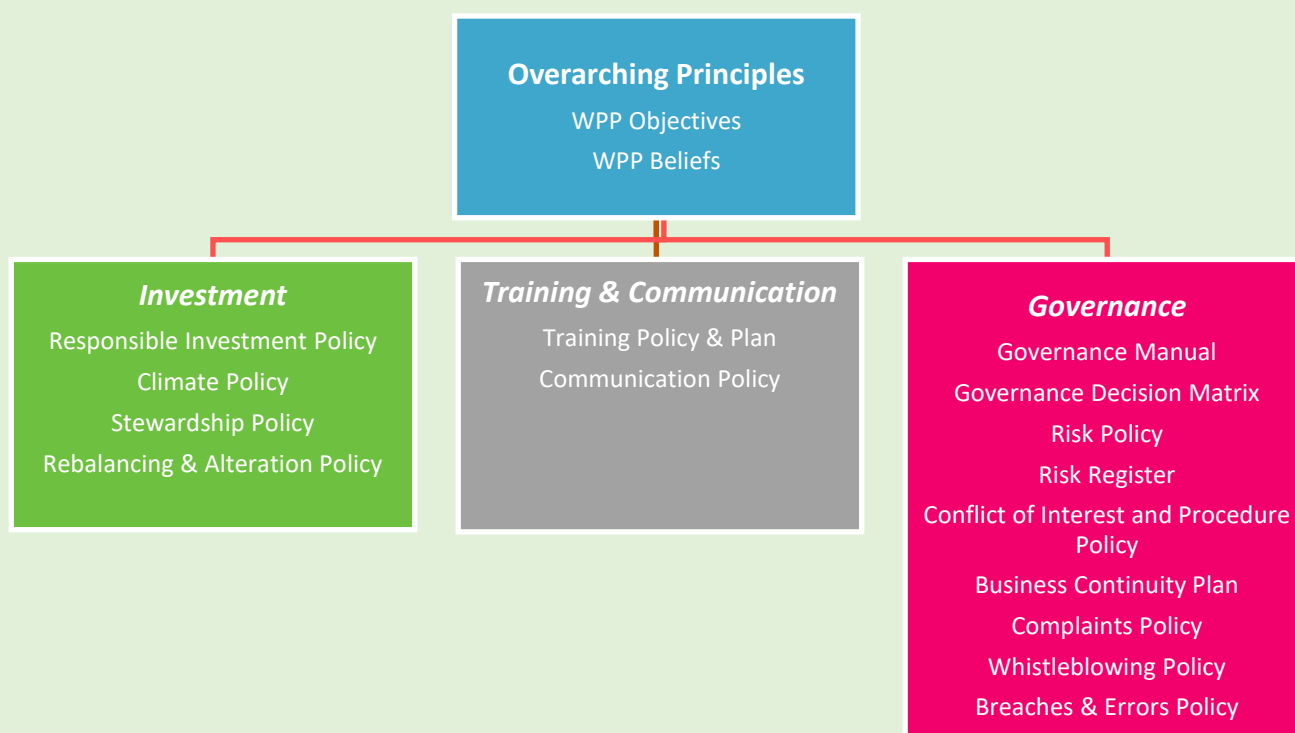 Overarching Principles
WPP Objectives
WPP Beliefs
Investment
Responsible Investment Policy
Climate Policy
Stewardship Policy
Rebalancing & Alteration Policy
Training & Communication
Training Policy & Plan
Communication Policy
Governance
Governance Manual
Governance Decision Matrix
Risk Policy
Risk Register
Conflict of Interest and Procedure
Policy
Business Continuity Plan
Complaints Policy
Whistleblowing Policy
Breaches & Errors Policy